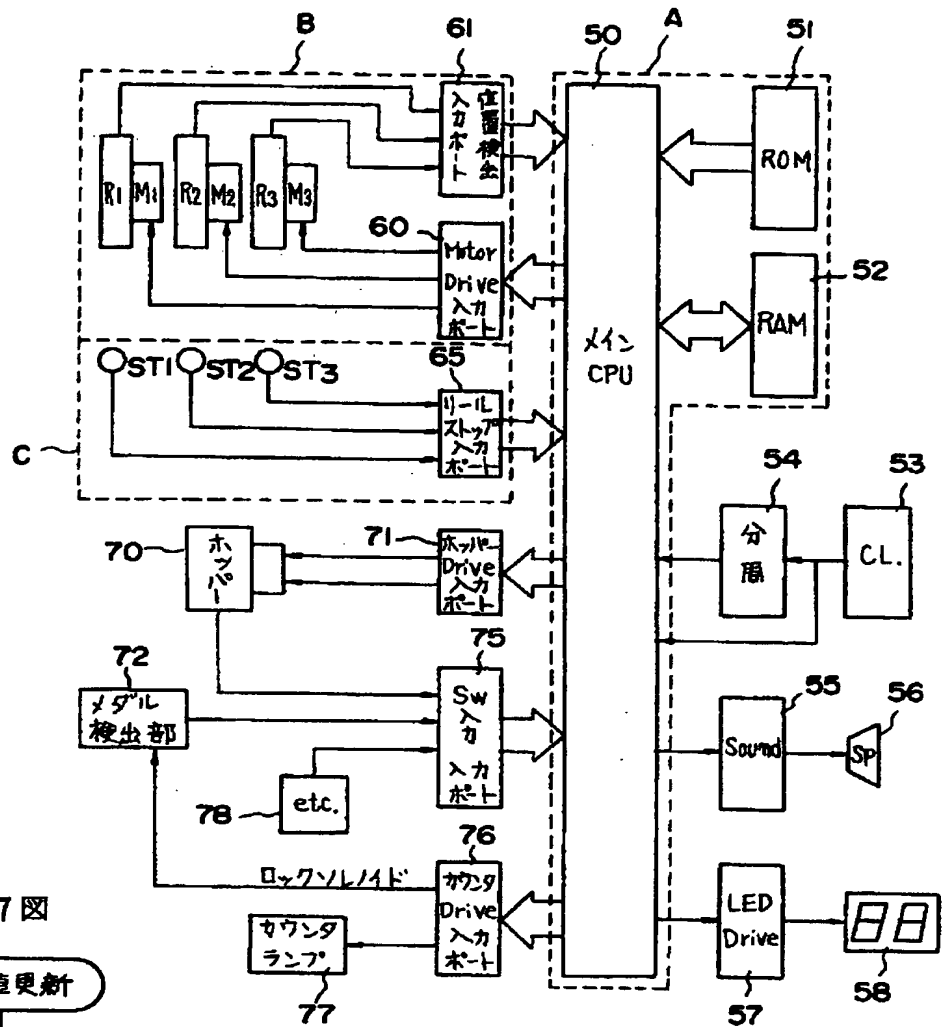 B
61
50
A
51
入力ポート
位置検出
ROM
R1
M1
R2
M2
R3
M3
60
Motor
Drive
入力
ポート
52
RAM
メイン
CPU
ST1
ST2
ST3
65
リール
ストップ
入力
ポート
C
54
53
分周
CL.
70
ホッパー
71
ホッパー
Drive
入力
ポート
75
72
メダル
検出部
SW
入力
入力
ポート
55
56
Sound
SP
78
etc.
76
ロックソレノイド
カウンタ
Drive
入力
ポート
LED
Drive
88
7図
カウンタ
ランプ
更新
77
57
58